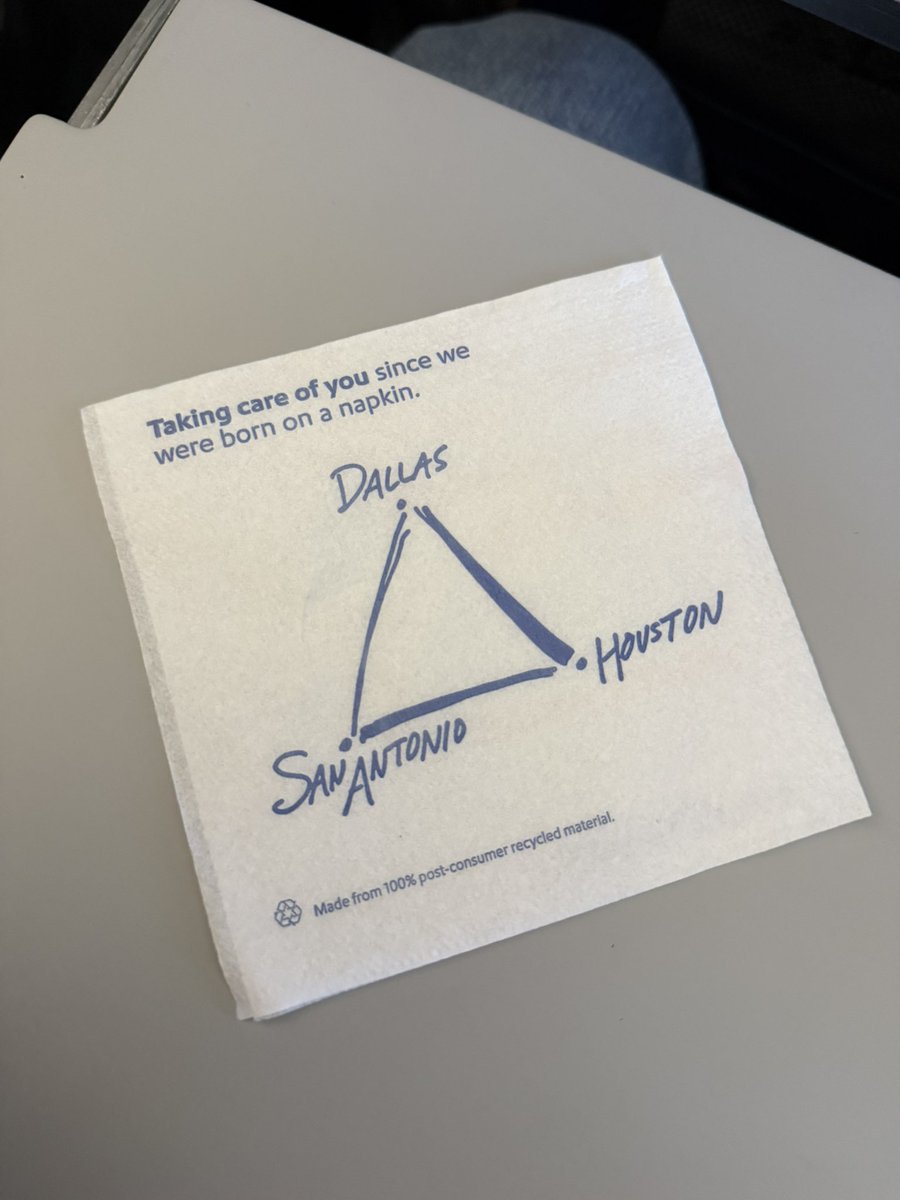 Taking care of you since we
were born on a napkin.
DALLAS
HOUSTON
SAN ANTONIO
Made from 100% post-consumer recycled material.